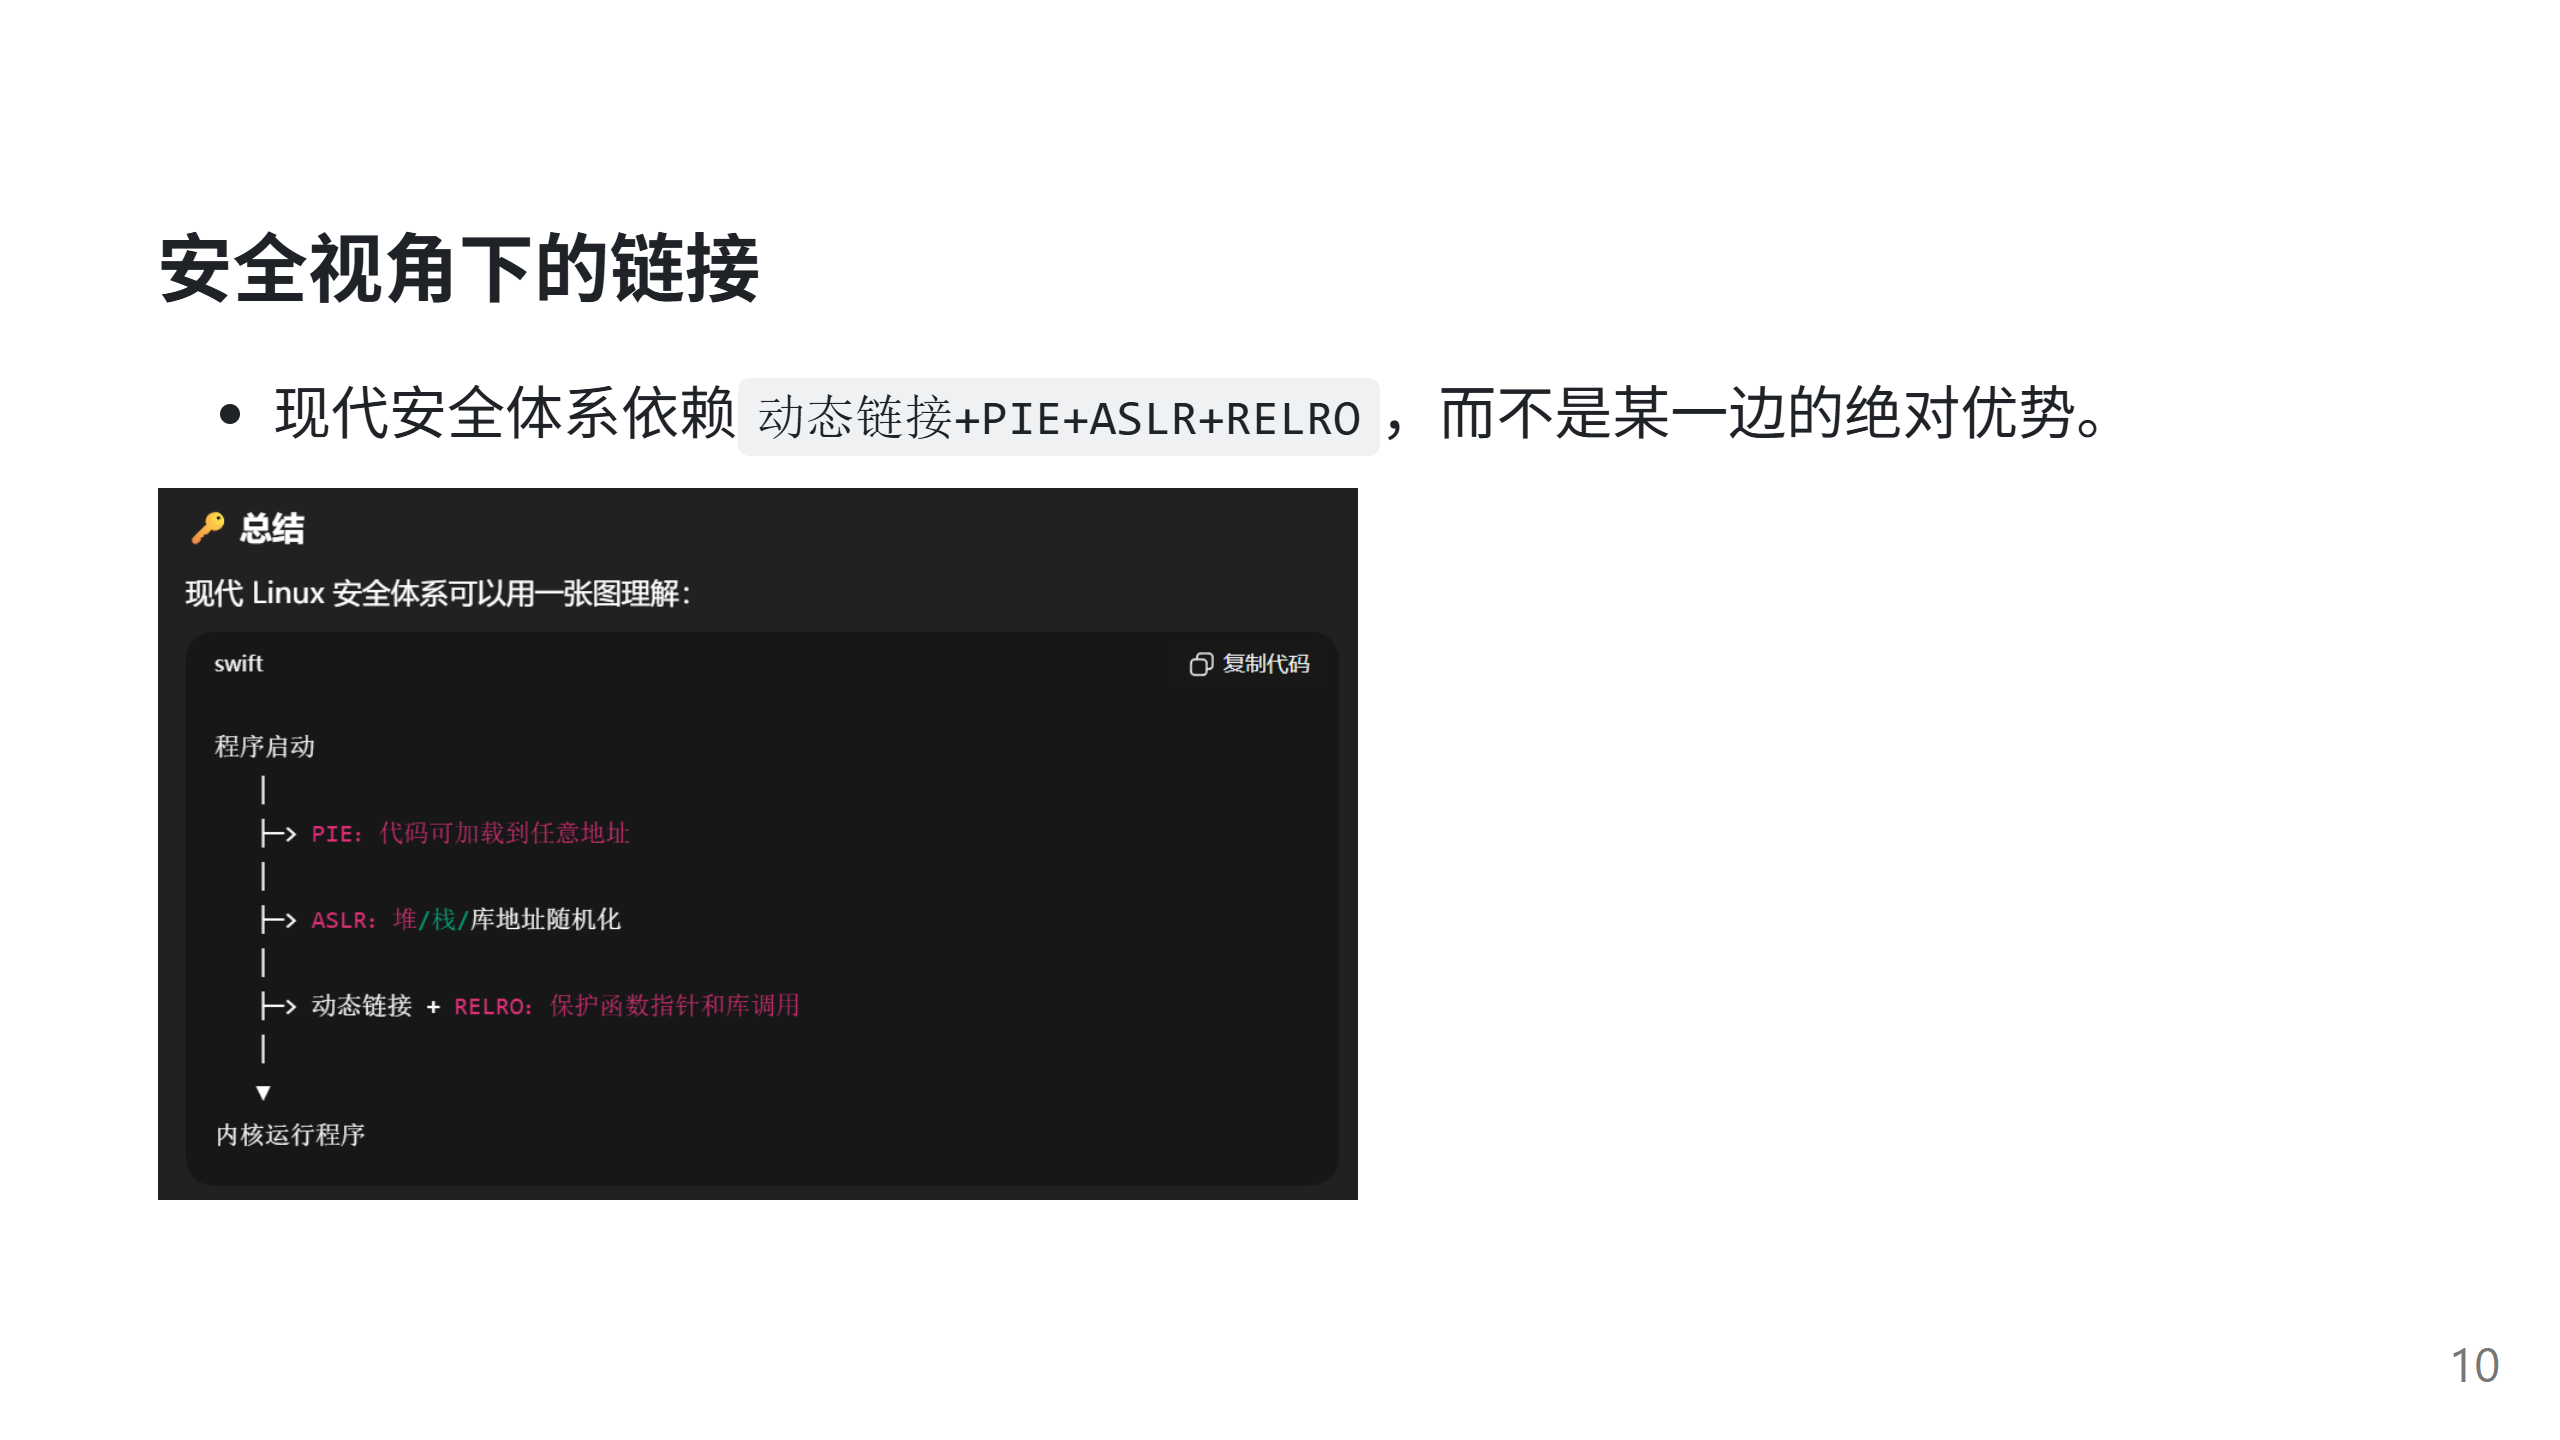 安全视角下的链接
• 现代安全体系依赖 动态链接+PIE+ASLR+RELRO ，而不是某一边的绝对优势。
🔑 总结
现代 Linux 安全体系可以用一张图理解：
swift
复制代码
程序启动
│
├─> PIE：代码可加载到任意地址
│
├─> ASLR：堆/栈/库地址随机化
│
├─> 动态链接 + RELRO：保护函数指针和库调用
│
▼
内核运行程序
10